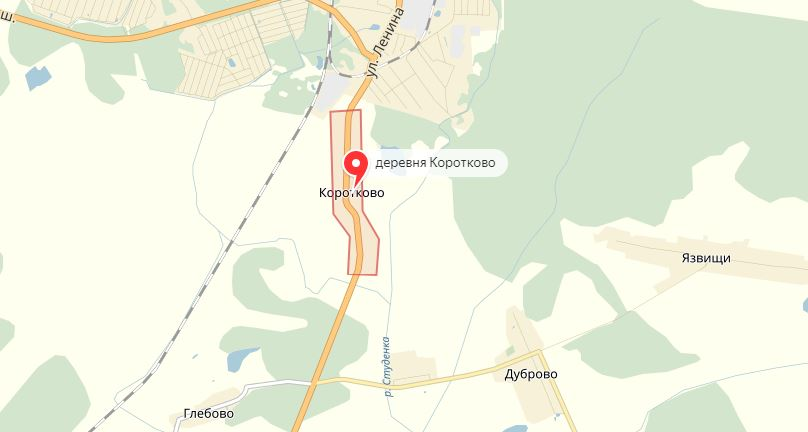 ш.
ул. Ленина
деревня Коротково
Коротково
Язвищи
р. Студенка
Дуброво
Глебово